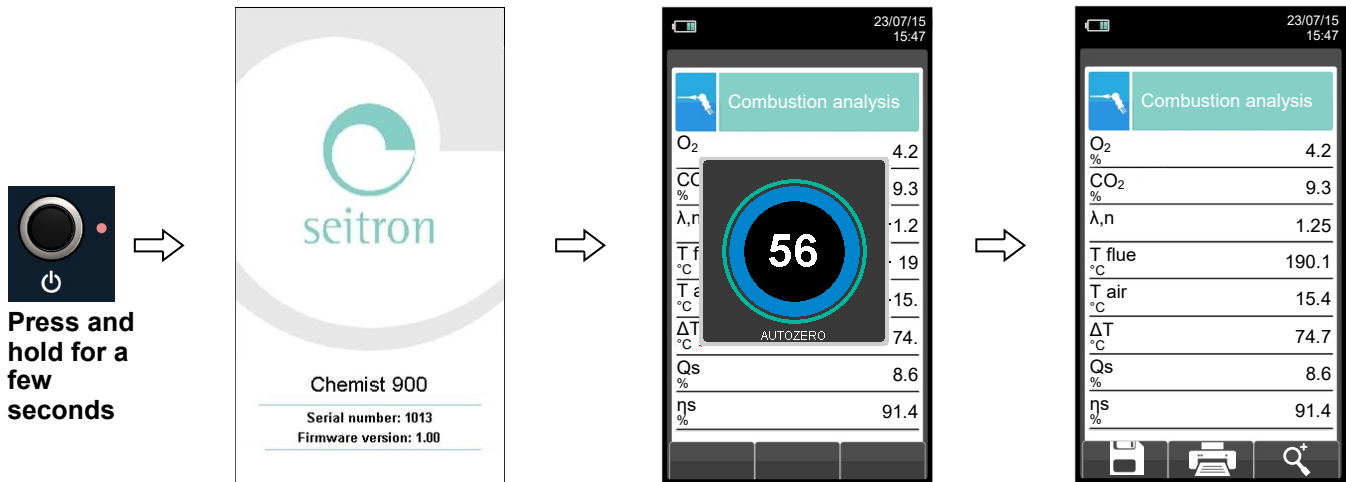 Press and
hold for a
few
seconds
seitron
Chemist 900
Serial number: 1013
Firmware version: 1.00
23/07/15
15:47
Combustion analysis
O₂ 4.2
CO
% 9.3
λ,n -1.2
T f
°C 19
T a
°C -15.
ΔT
°C 74.
Qs
% 8.6
ηs
% 91.4
56
AUTOZERO
23/07/15
15:47
Combustion analysis
O₂
% 4.2
CO₂
% 9.3
λ,n 1.25
T flue
°C 190.1
T air
°C 15.4
ΔT
°C 74.7
Qs
% 8.6
ηs
% 91.4